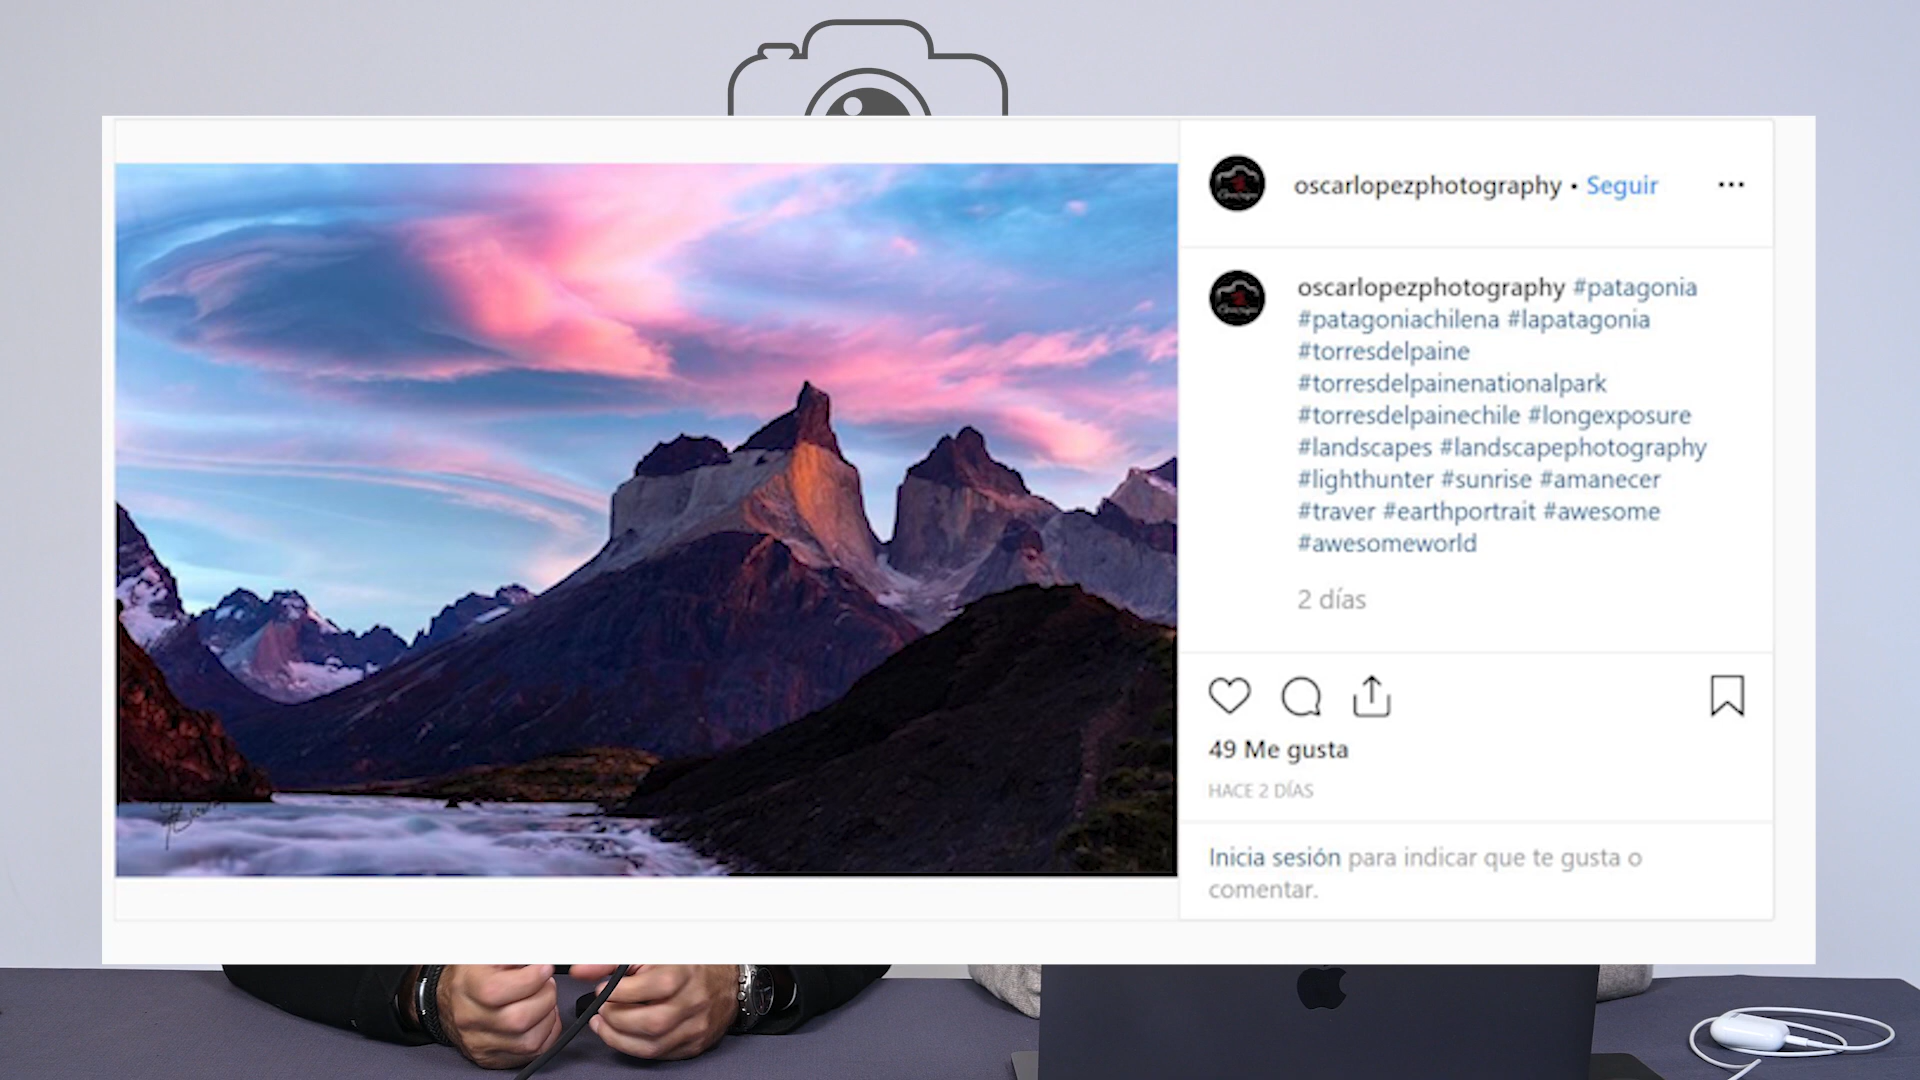 oscarlopezphotography • Seguir
oscarlopezphotography #patagonia
#patagoniachilena #lapatagonia
#torresdelpaine
#torresdelpainenationalpark
#torresdelpainechile #longexposure
#landscapes #landscapephotography
#lighthunter #sunrise #amanecer
#traver #earthportrait #awesome
#awesomeworld
2 días
49 Me gusta
HACE 2 DÍAS
Inicia sesión para indicar que te gusta o
comentar.